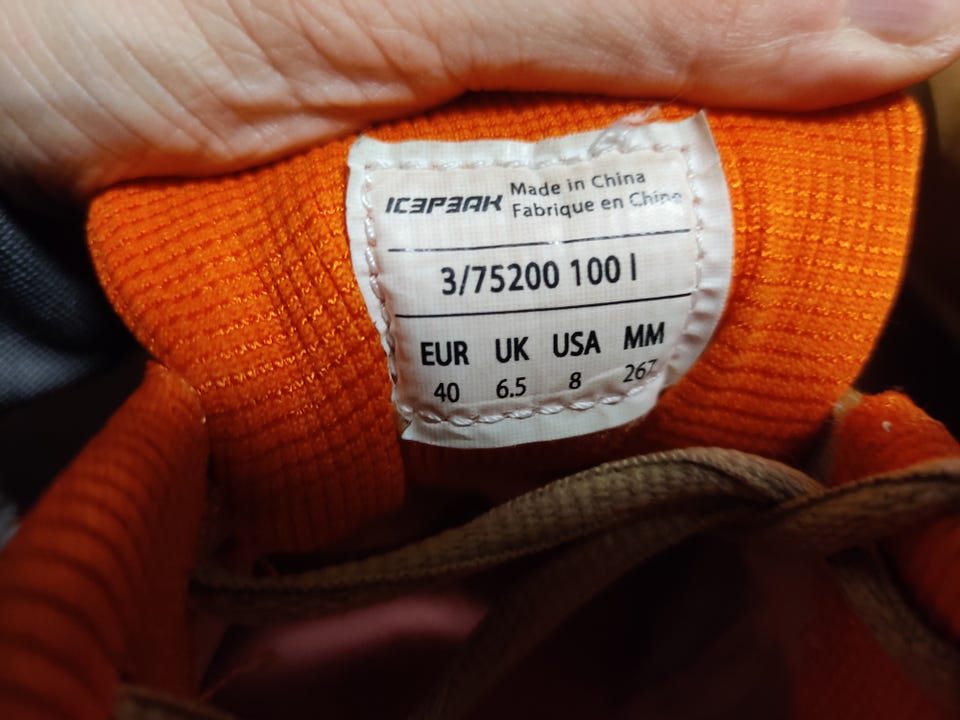 ICEPEAK Made in China
Fabrique en Chine
3/75200 100 I
EUR UK USA MM
40 6.5 8 267